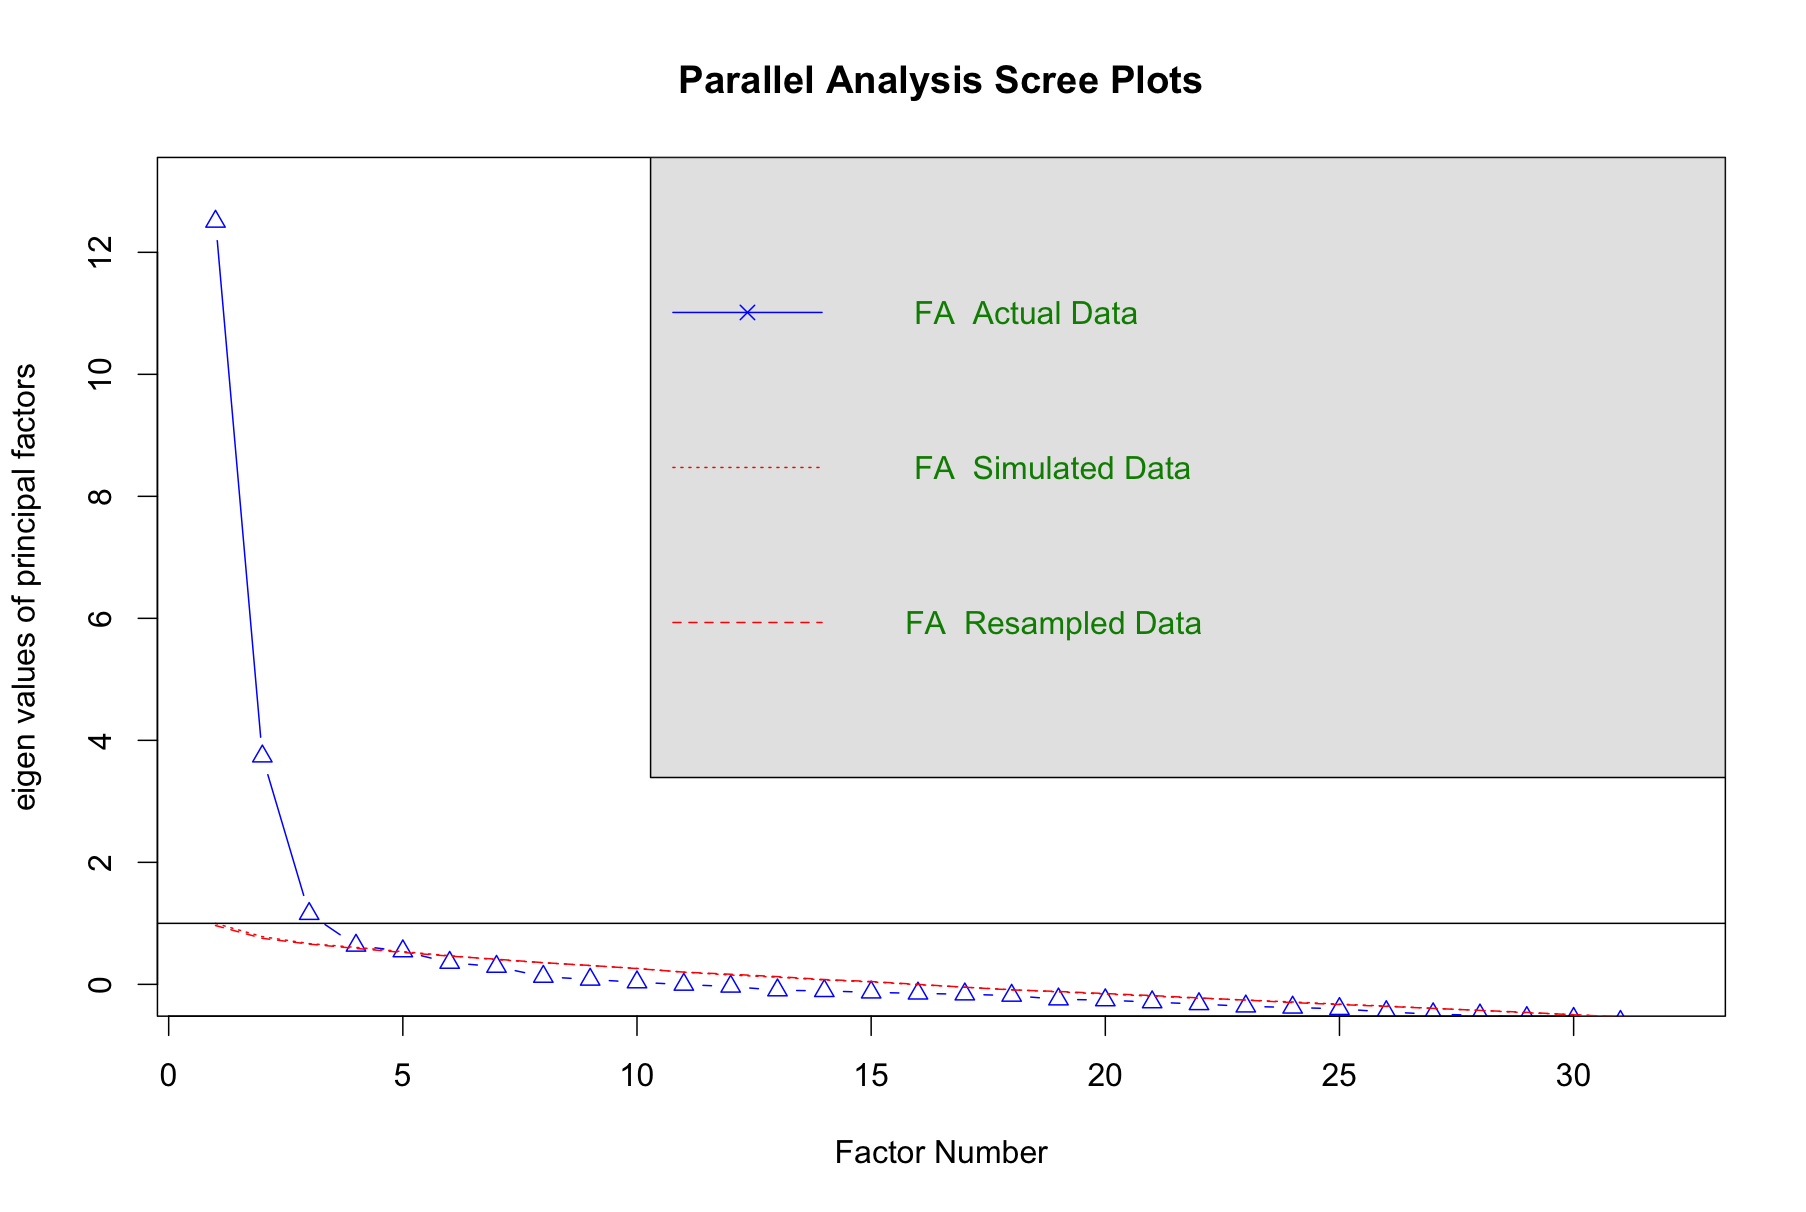 Parallel Analysis Scree Plots
eigen values of principal factors
12
10
8
6
4
2
0
FA  Actual Data
FA  Simulated Data
FA  Resampled Data
0 5 10 15 20 25 30
Factor Number